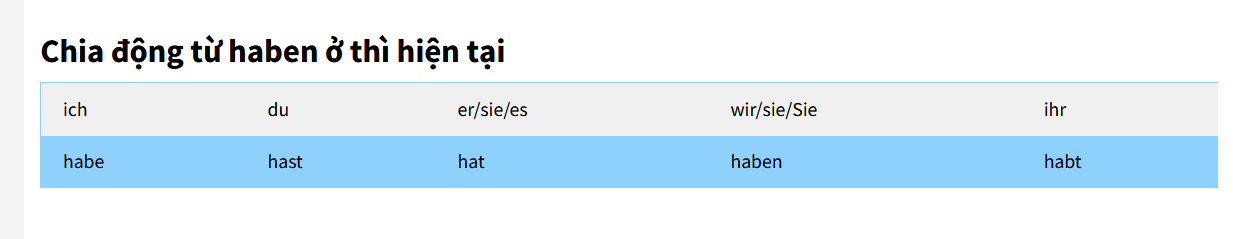 Chia động từ haben ở thì hiện tại
ich du er/sie/es wir/sie/Sie ihr
habe hast hat haben habt